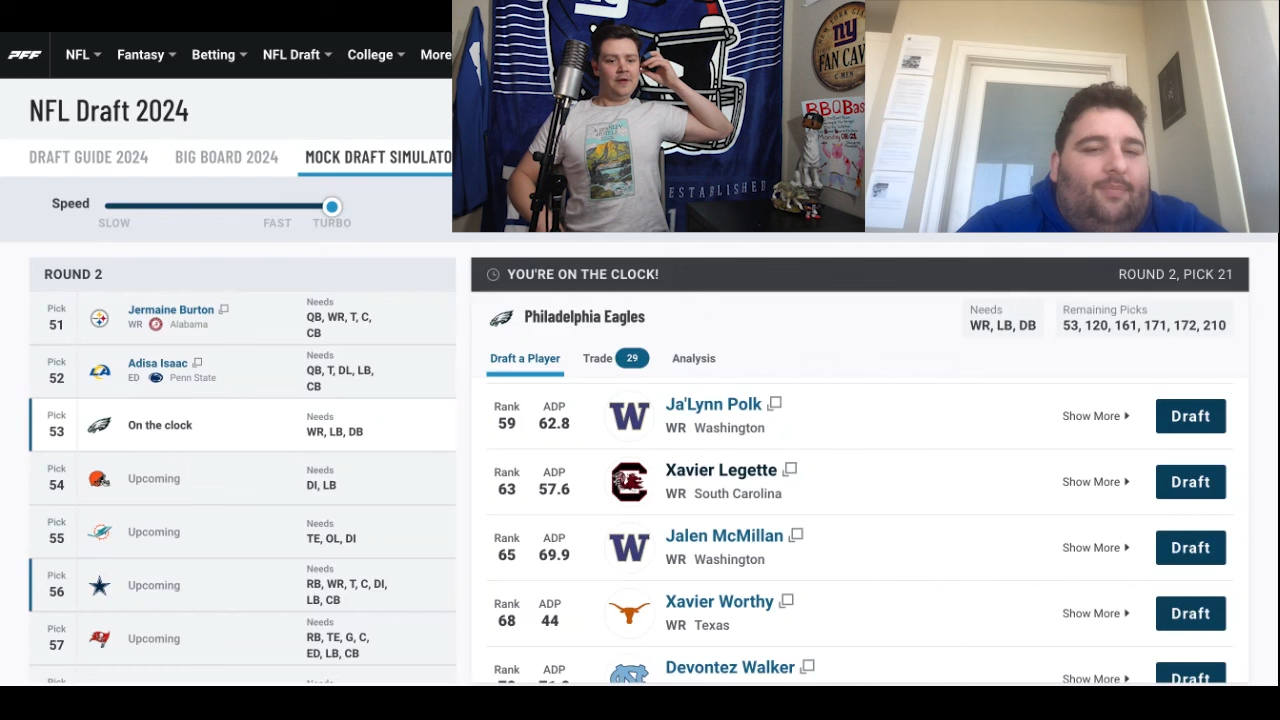 PFF
NFL
Fantasy
Betting
NFL Draft
College
More
NFL Draft 2024
DRAFT GUIDE 2024
BIG BOARD 2024
MOCK DRAFT SIMULATO
Speed
SLOW
FAST
TURBO
NEW YORK
ny
FAN CAVE
BBQ Bas
ESTABLISHED
ROUND 2
Pick
51
Jermaine Burton
WR
Alabama
Needs
QB, WR, T, C,
CB
Pick
52
Adisa Isaac
ED
Penn State
Needs
QB, T, DL, LB,
CB
Pick
53
On the clock
Needs
WR, LB, DB
Pick
54
Upcoming
Needs
DI, LB
Pick
55
Upcoming
Needs
TE, OL, DI
Pick
56
Upcoming
Needs
RB, WR, T, C, DI,
LB, CB
Pick
57
Upcoming
Needs
RB, TE, G, C,
ED, LB, CB
YOU'RE ON THE CLOCK!
ROUND 2, PICK 21
Philadelphia Eagles
Needs
WR, LB, DB
Remaining Picks
53, 120, 161, 171, 172, 210
Draft a Player
Trade 29
Analysis
Rank
59
ADP
62.8
W
Ja'Lynn Polk
WR Washington
Show More
Draft
Rank
63
ADP
57.6
Xavier Legette
WR South Carolina
Show More
Draft
Rank
65
ADP
69.9
W
Jalen McMillan
WR Washington
Show More
Draft
Rank
68
ADP
44
Xavier Worthy
WR Texas
Show More
Draft
Rank
ADP
Devontez Walker
Show More
Draft